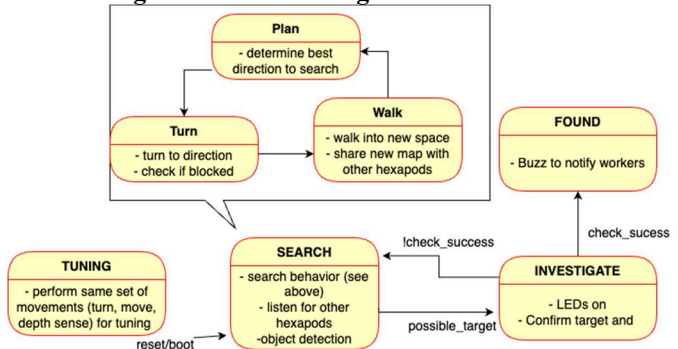 Plan
- determine best
direction to search
Turn
- turn to direction
- check if blocked
Walk
- walk into new space
- share new map with
other hexapods
FOUND
- Buzz to notify workers
check_sucess
!check_success
TUNING
- perform same set of
movements (turn, move,
depth sense) for tuning
reset/boot
SEARCH
- search behavior (see
above)
- listen for other
hexapods
-object detection
possible_target
INVESTIGATE
- LEDs on
- Confirm target and